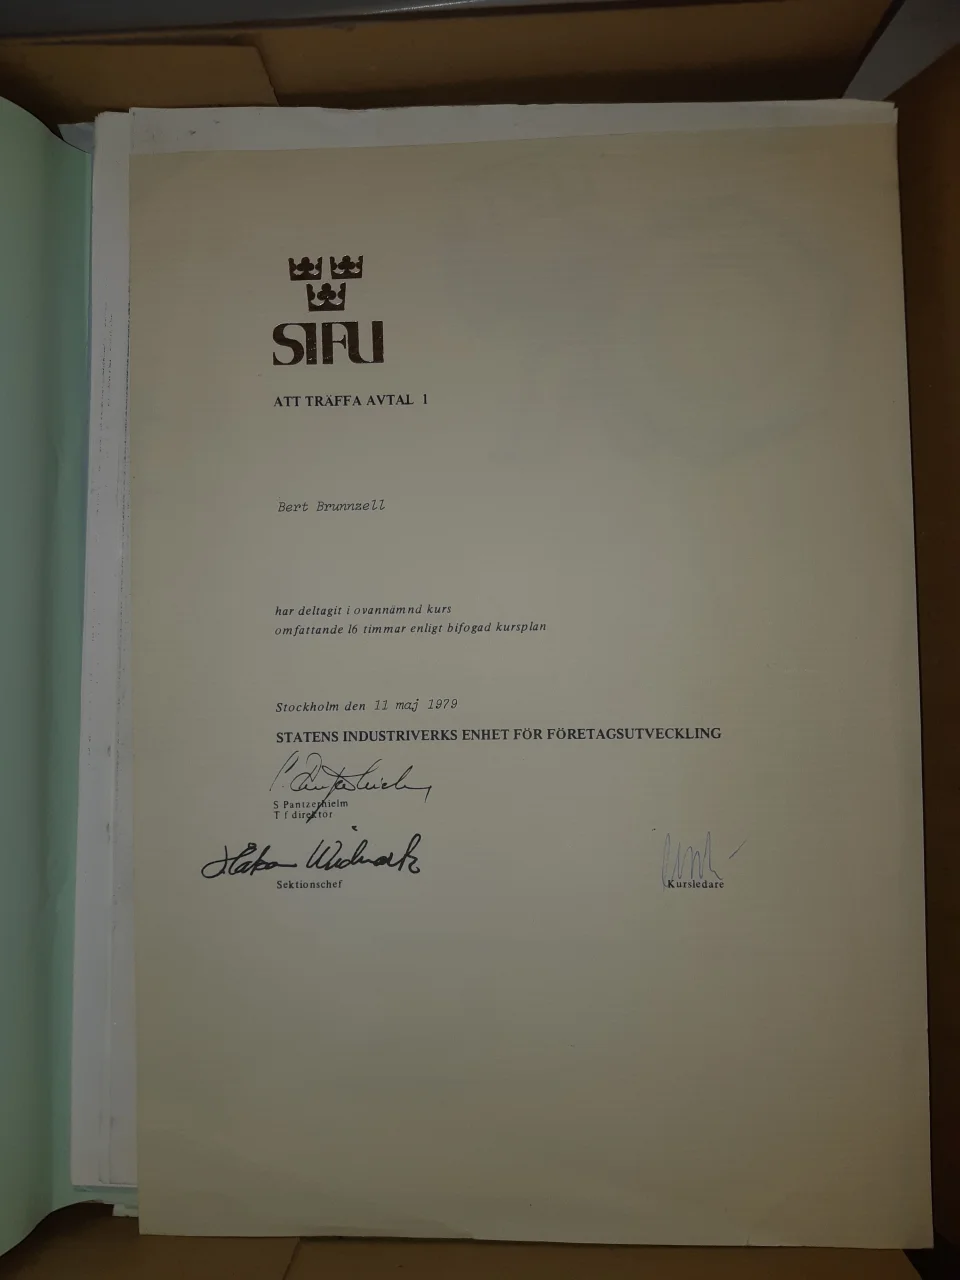 SIFU
ATT TRÄFFA AVTAL 1
Bert Brunnzell
har deltagit i ovannämnd kurs
omfattande 16 timmar enligt bifogad kursplan
Stockholm den 11 maj 1979
STATENS INDUSTRIVERKS ENHET FÖR FÖRETAGSUTVECKLING
S Pantzerhielm
T f direktör
Håkan Widmark
Sektionschef
Kursledare